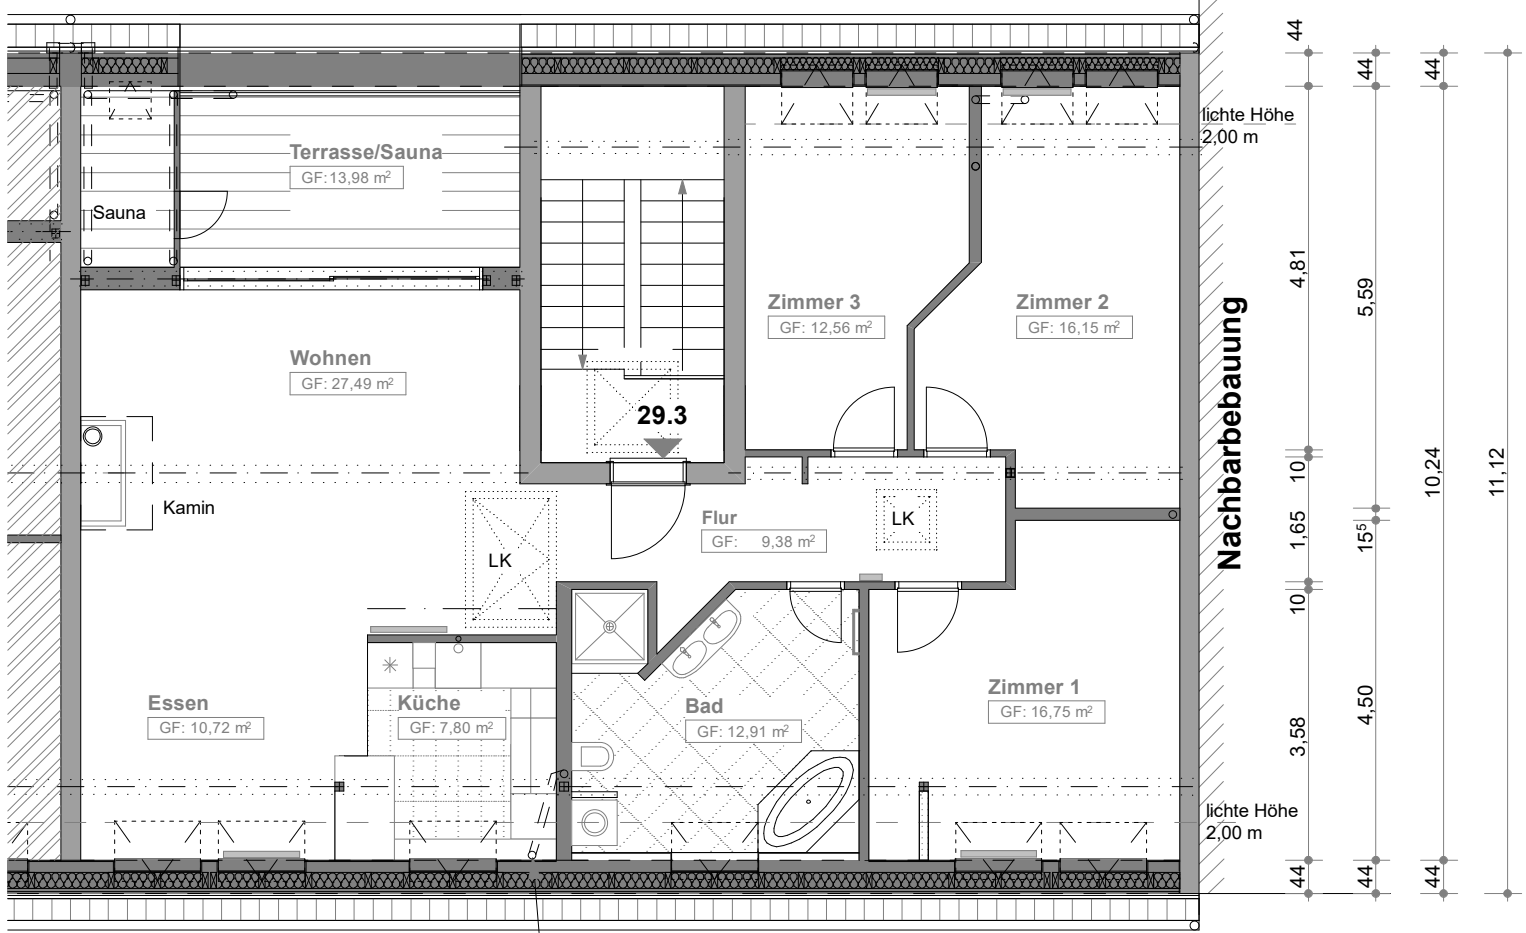 44
44
44
lichte Höhe
2,00 m
Terrasse/Sauna
GF:13,98 m²
Sauna
Zimmer 3
GF: 12,56 m²
Zimmer 2
GF: 16,15 m²
4,81
5,59
Wohnen
GF: 27,49 m²
29.3
Nachbarbebauung
10
10,24
11,12
Kamin
Flur
GF: 9,38 m²
LK
LK
1,65
15⁵
10
Essen
GF: 10,72 m²
Küche
GF: 7,80 m²
Bad
GF: 12,91 m²
Zimmer 1
GF: 16,75 m²
3,58
4,50
lichte Höhe
2,00 m
44
44
44